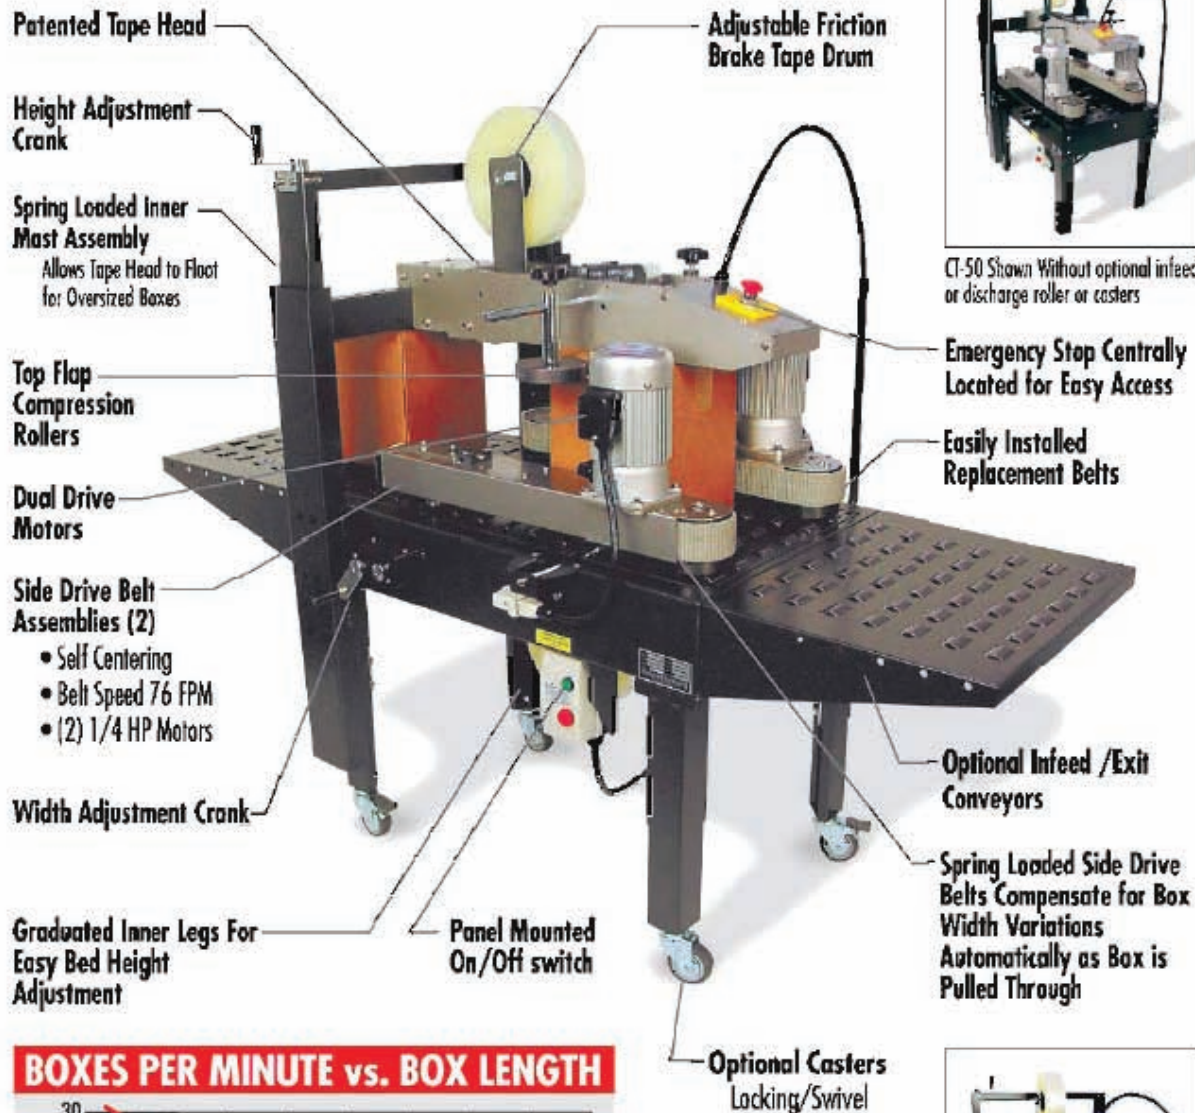 Patented Tape Head
Adjustable Friction
Brake Tape Drum
Height Adjustment
Crank
Spring Loaded Inner
Mast Assembly
Allows Tape Head to Float
for Oversized Boxes
CT-50 Shown Without optional infeed
or discharge roller or casters
Top Flap
Compression
Rollers
Emergency Stop Centrally
Located for Easy Access
Easily Installed
Replacement Belts
Dual Drive
Motors
Side Drive Belt
Assemblies (2)
• Self Centering
• Belt Speed 76 FPM
• (2) 1/4 HP Motors
Width Adjustment Crank
Optional Infeed /Exit
Conveyors
Spring Loaded Side Drive
Belts Compensate for Box
Width Variations
Automatically as Box is
Pulled Through
Graduated Inner Legs For
Easy Bed Height
Adjustment
Panel Mounted
On/Off switch
Optional Casters
Locking/Swivel
BOXES PER MINUTE vs. BOX LENGTH
30